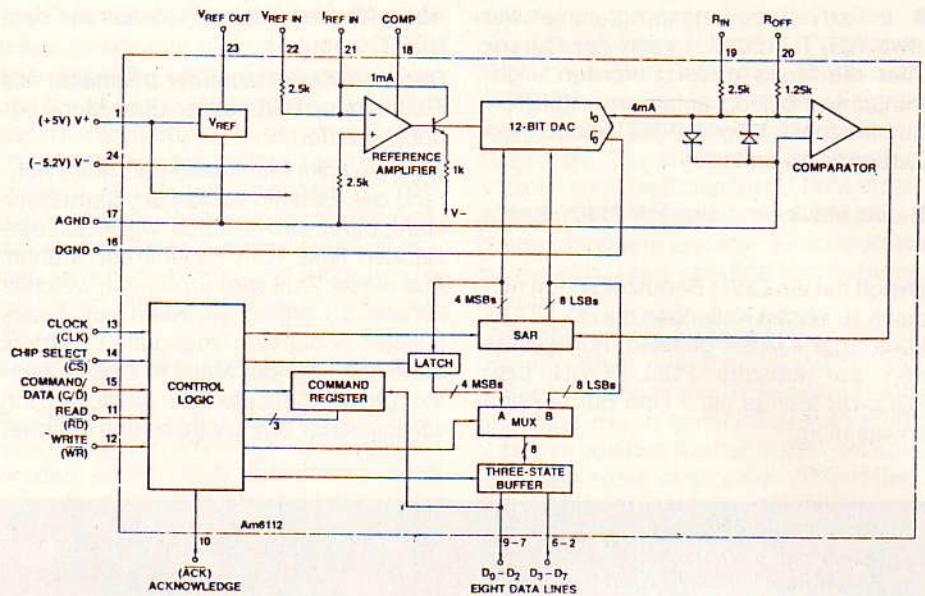 VREF OUT VREF IN IREF IN COMP RIN ROFF
23 22 21 18 19 20
1mA
2.5k
4mA
2.5k 1.25k
(+5V) V+ 1
VREF
12-BIT DAC
IO
IO
REFERENCE
AMPLIFIER
COMPARATOR
(−5.2V) V− 24
2.5k
1k
V−
AGND 17
DGND 16
4 MSBs 8 LSBs
SAR
CLOCK
(CLK) 13
CHIP SELECT
(CS) 14
COMMAND/
DATA (C/D) 15
READ
(RD) 11
WRITE
(WR) 12
CONTROL
LOGIC
LATCH
COMMAND
REGISTER
3
4 MSBs 8 LSBs
A MUX B
8
THREE-STATE
BUFFER
Am6112
10
9 – 7 6 – 2
(ACK)
ACKNOWLEDGE
D0 – D2 D3 – D7
EIGHT DATA LINES